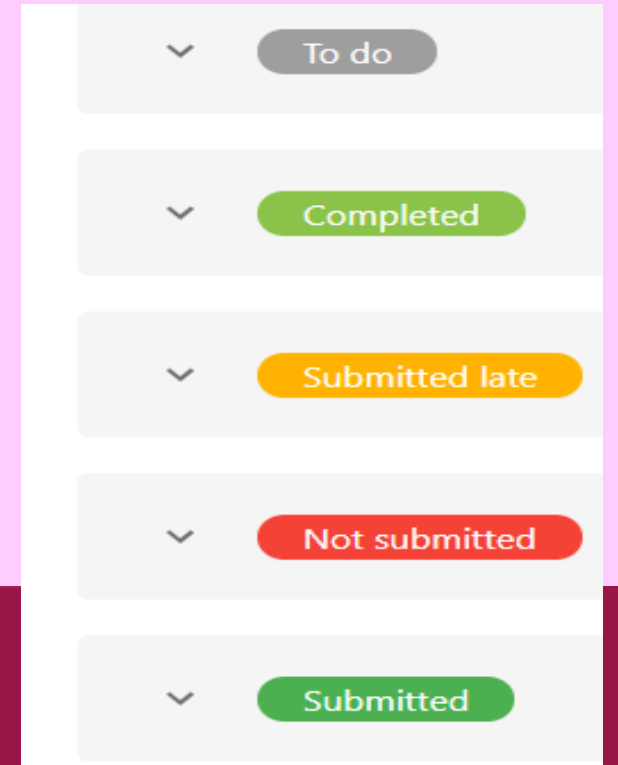 To do
Completed
Submitted late
Not submitted
Submitted